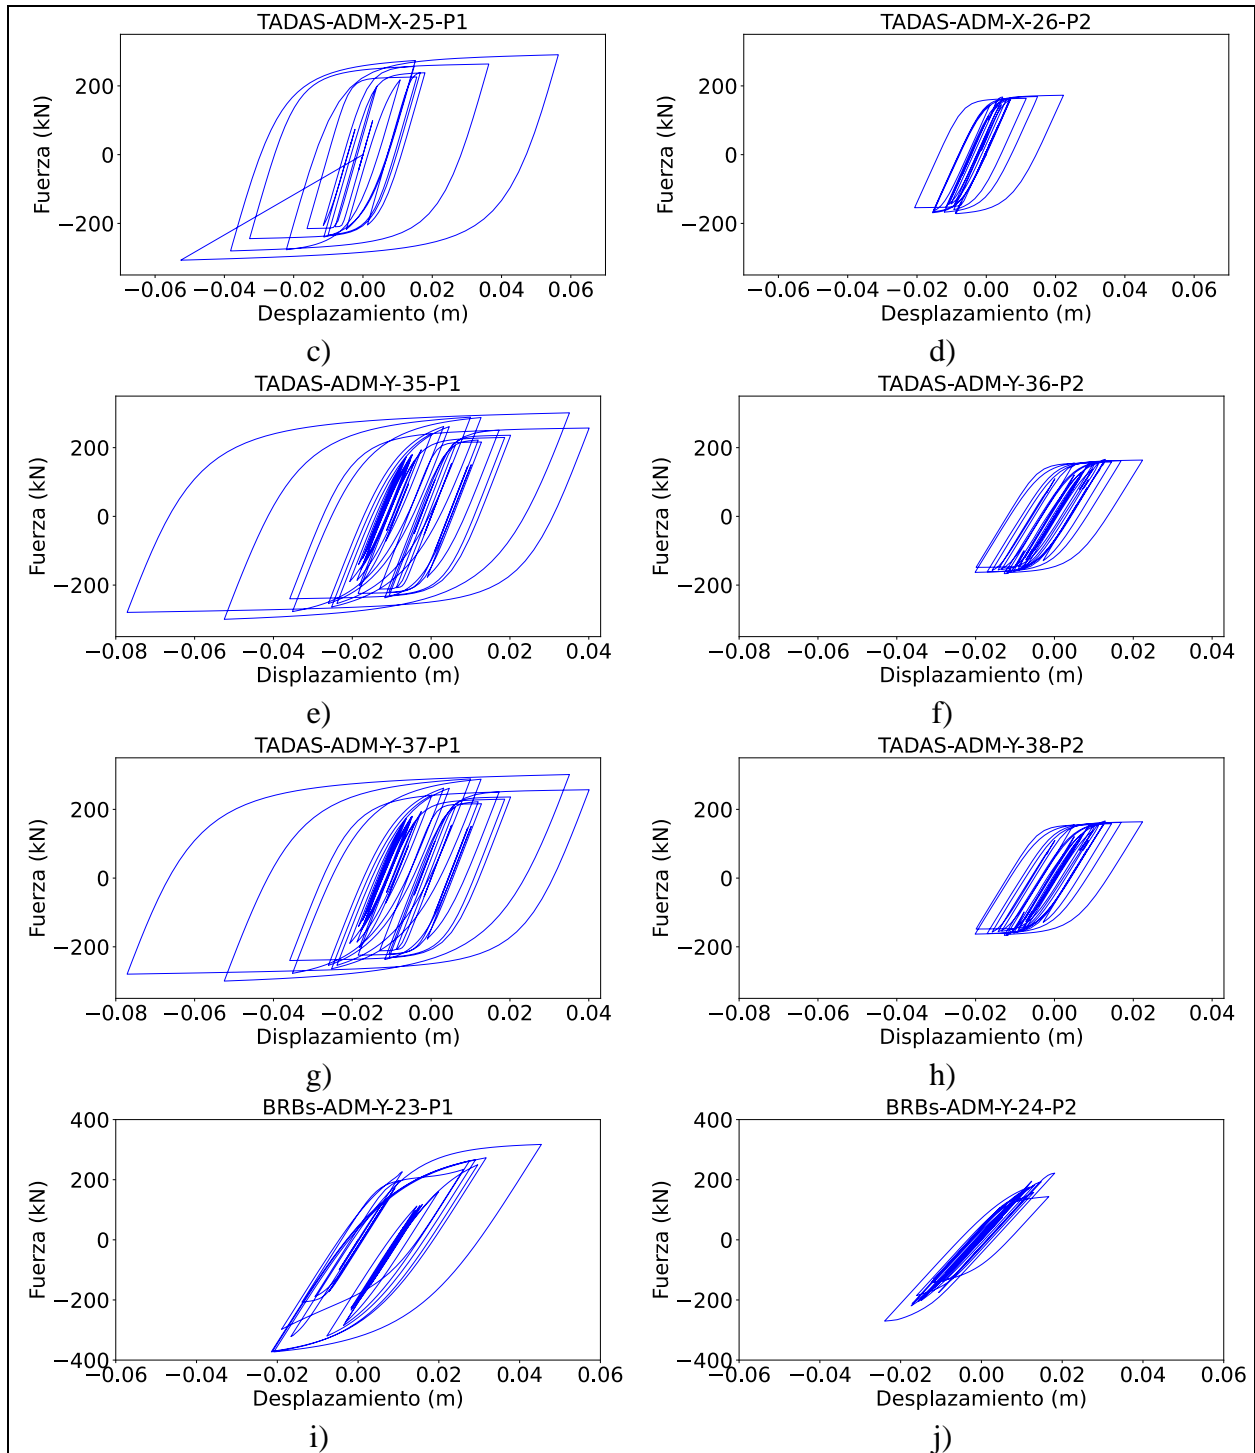 TADAS-ADM-X-25-P1
Fuerza (kN)
200
0
−200
−0.06 −0.04 −0.02 0.00 0.02 0.04 0.06
Desplazamiento (m)
c)
TADAS-ADM-X-26-P2
Fuerza (kN)
200
0
−200
−0.06 −0.04 −0.02 0.00 0.02 0.04 0.06
Desplazamiento (m)
d)
TADAS-ADM-Y-35-P1
Fuerza (kN)
200
0
−200
−0.08 −0.06 −0.04 −0.02 0.00 0.02 0.04
Displazamiento (m)
e)
TADAS-ADM-Y-36-P2
Fuerza (kN)
200
0
−200
−0.08 −0.06 −0.04 −0.02 0.00 0.02 0.04
Displazamiento (m)
f)
TADAS-ADM-Y-37-P1
Fuerza (kN)
200
0
−200
−0.08 −0.06 −0.04 −0.02 0.00 0.02 0.04
Displazamiento (m)
g)
TADAS-ADM-Y-38-P2
Fuerza (kN)
200
0
−200
−0.08 −0.06 −0.04 −0.02 0.00 0.02 0.04
Displazamiento (m)
h)
BRBs-ADM-Y-23-P1
Fuerza (kN)
400
200
0
−200
−400
−0.06 −0.04 −0.02 0.00 0.02 0.04 0.06
Desplazamiento (m)
i)
BRBs-ADM-Y-24-P2
Fuerza (kN)
400
200
0
−200
−400
−0.06 −0.04 −0.02 0.00 0.02 0.04 0.06
Desplazamiento (m)
j)